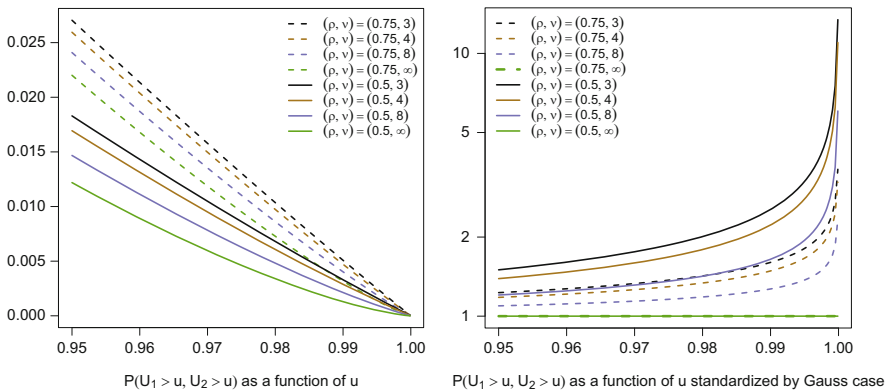 0.025
0.020
0.015
0.010
0.005
0.000
(ρ, ν) = (0.75, 3)
(ρ, ν) = (0.75, 4)
(ρ, ν) = (0.75, 8)
(ρ, ν) = (0.75, ∞)
(ρ, ν) = (0.5, 3)
(ρ, ν) = (0.5, 4)
(ρ, ν) = (0.5, 8)
(ρ, ν) = (0.5, ∞)
0.95 0.96 0.97 0.98 0.99 1.00
P(U₁ > u, U₂ > u) as a function of u
10
5
2
1
(ρ, ν) = (0.75, 3)
(ρ, ν) = (0.75, 4)
(ρ, ν) = (0.75, 8)
(ρ, ν) = (0.75, ∞)
(ρ, ν) = (0.5, 3)
(ρ, ν) = (0.5, 4)
(ρ, ν) = (0.5, 8)
(ρ, ν) = (0.5, ∞)
0.95 0.96 0.97 0.98 0.99 1.00
P(U₁ > u, U₂ > u) as a function of u standardized by Gauss case